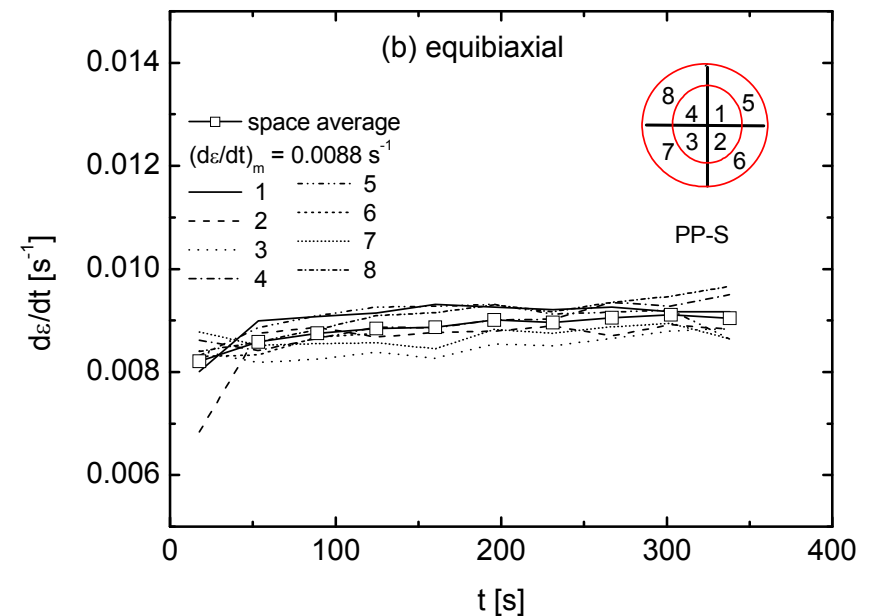 (b) equibiaxial
0.014
0.012
0.010
0.008
0.006
dε/dt [s⁻¹]
space average
(dε/dt)ₘ = 0.0088 s⁻¹
1
2
3
4
5
6
7
8
8 5
4 1
3 2
7 6
PP-S
0 100 200 300 400
t [s]